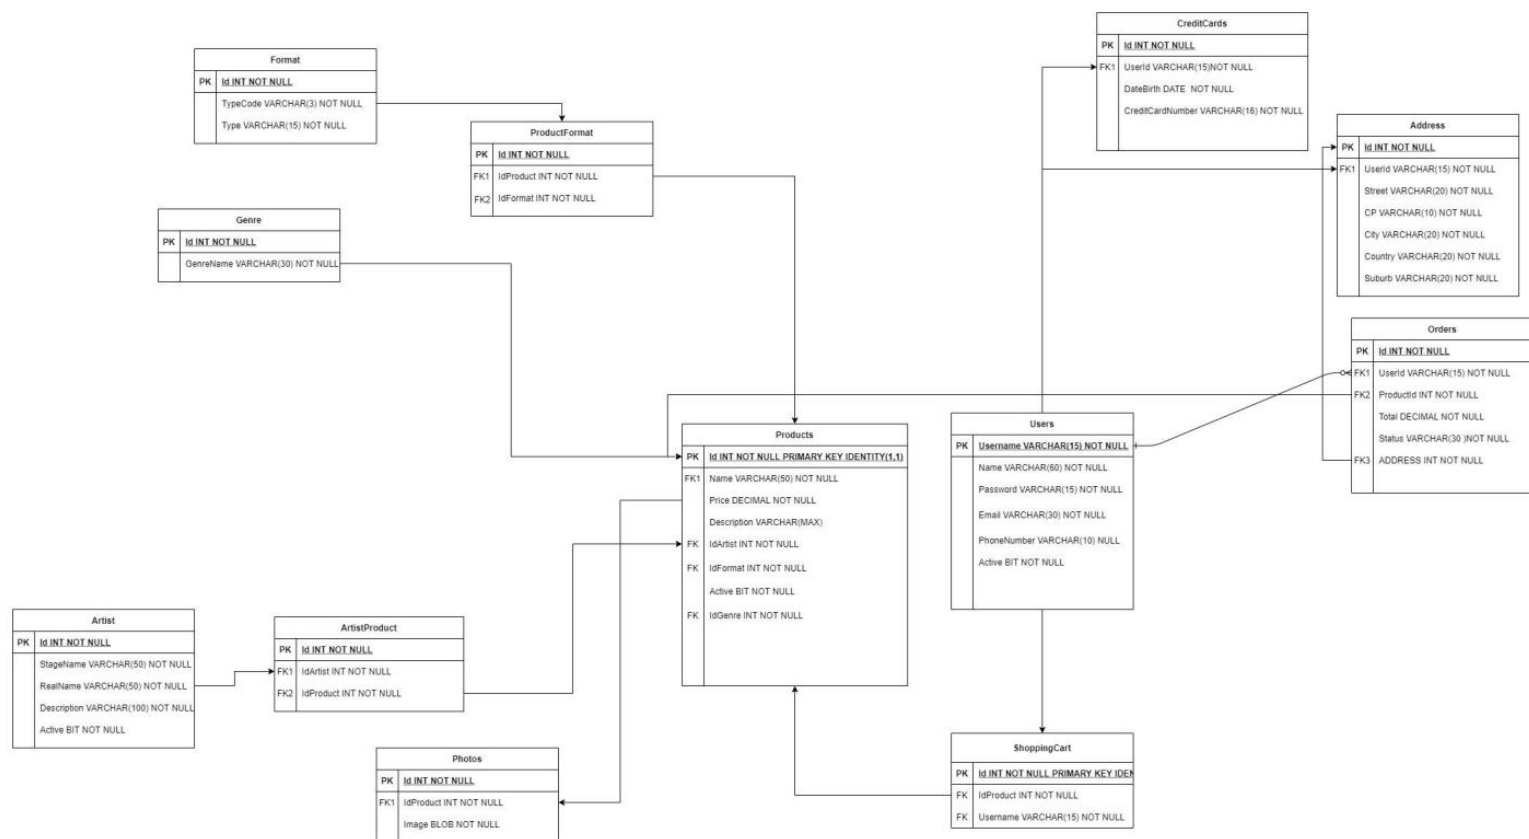 CreditCards
PK Id INT NOT NULL
FK1 UserId VARCHAR(15)NOT NULL
DateBirth DATE NOT NULL
CreditCardNumber VARCHAR(16) NOT NULL
Format
PK Id INT NOT NULL
TypeCode VARCHAR(3) NOT NULL
Type VARCHAR(15) NOT NULL
ProductFormat
PK Id INT NOT NULL
FK1 IdProduct INT NOT NULL
FK2 IdFormat INT NOT NULL
Address
PK Id INT NOT NULL
FK1 UserId VARCHAR(15) NOT NULL
Street VARCHAR(20) NOT NULL
CP VARCHAR(10) NOT NULL
City VARCHAR(20) NOT NULL
Country VARCHAR(20) NOT NULL
Suburb VARCHAR(20) NOT NULL
Genre
PK Id INT NOT NULL
GenreName VARCHAR(30) NOT NULL
Orders
PK Id INT NOT NULL
FK1 UserId VARCHAR(15) NOT NULL
FK2 ProductId INT NOT NULL
Total DECIMAL NOT NULL
Status VARCHAR(30 )NOT NULL
FK3 ADDRESS INT NOT NULL
Products
PK Id INT NOT NULL PRIMARY KEY IDENTITY(1,1)
FK1 Name VARCHAR(50) NOT NULL
Price DECIMAL NOT NULL
Description VARCHAR(MAX)
FK IdArtist INT NOT NULL
FK IdFormat INT NOT NULL
Active BIT NOT NULL
FK IdGenre INT NOT NULL
Users
PK Username VARCHAR(15) NOT NULL
Name VARCHAR(60) NOT NULL
Password VARCHAR(15) NOT NULL
Email VARCHAR(30) NOT NULL
PhoneNumber VARCHAR(10) NULL
Active BIT NOT NULL
Artist
PK Id INT NOT NULL
StageName VARCHAR(50) NOT NULL
RealName VARCHAR(50) NOT NULL
Description VARCHAR(100) NOT NULL
Active BIT NOT NULL
ArtistProduct
PK Id INT NOT NULL
FK1 IdArtist INT NOT NULL
FK2 IdProduct INT NOT NULL
Photos
PK Id INT NOT NULL
FK1 IdProduct INT NOT NULL
Image BLOB NOT NULL
ShoppingCart
PK Id INT NOT NULL PRIMARY KEY IDEN
FK IdProduct INT NOT NULL
FK Username VARCHAR(15) NOT NULL